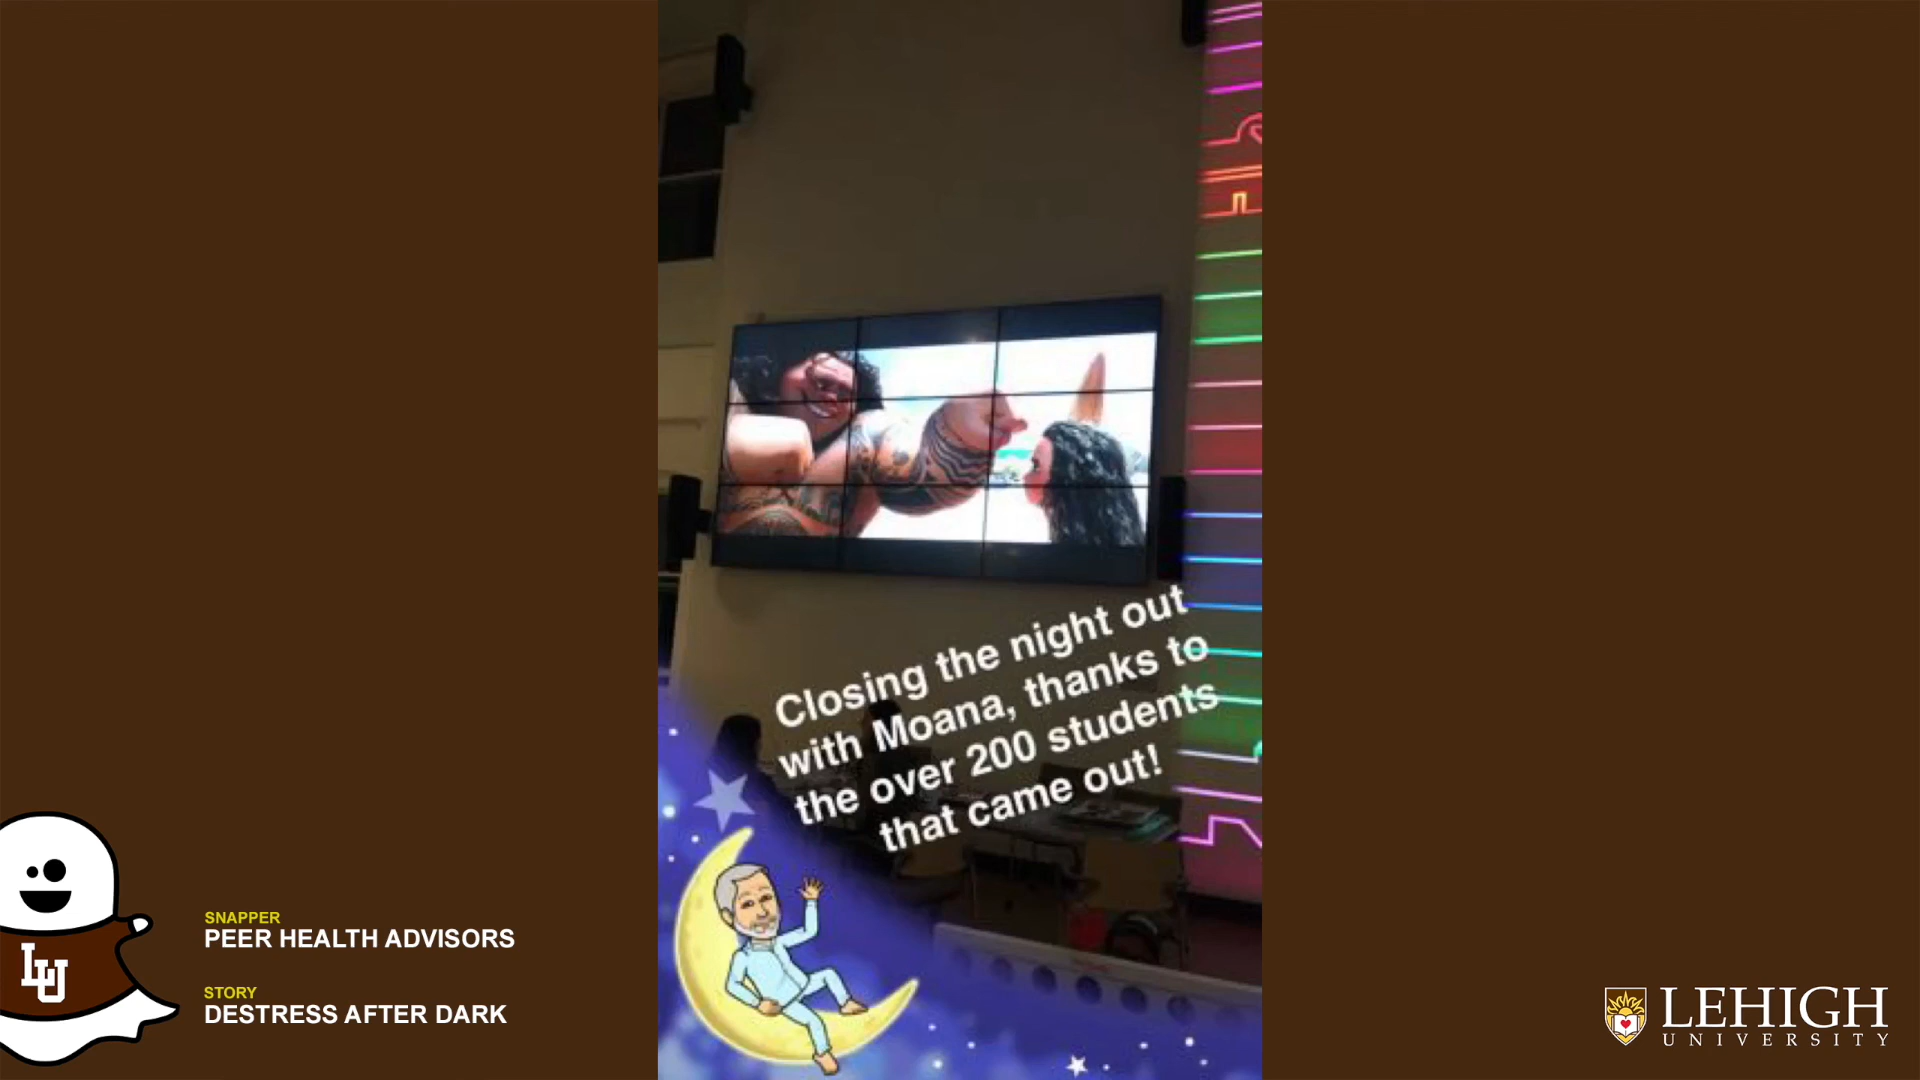 Closing the night out
with Moana, thanks to
the over 200 students
that came out!
SNAPPER
PEER HEALTH ADVISORS
STORY
DESTRESS AFTER DARK
LU
LEHIGH
UNIVERSITY